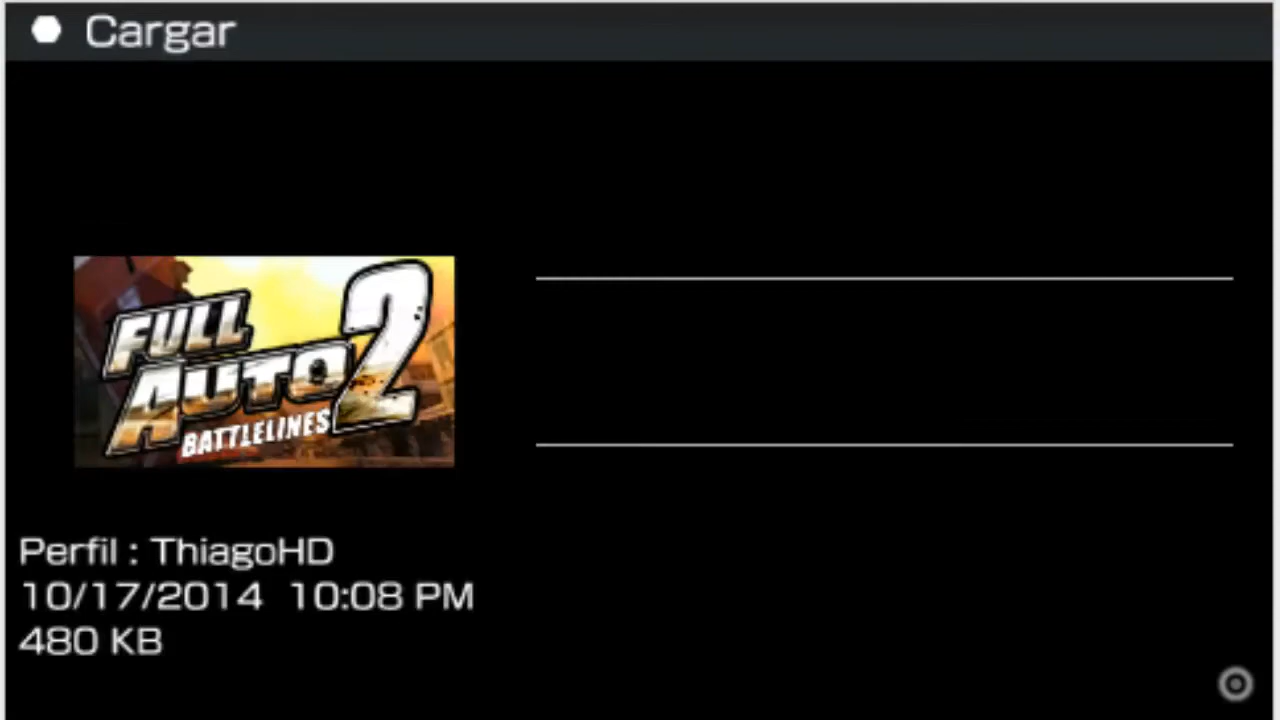 Cargar
FULL
AUTO 2
BATTLELINES
Perfil : ThiagoHD
10/17/2014 10:08 PM
480 KB